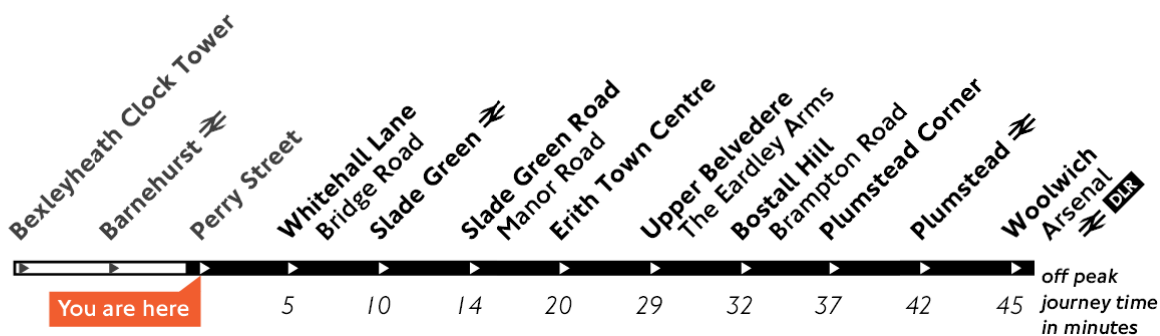 Bexleyheath Clock Tower
Barnehurst
Perry Street
Whitehall Lane
Bridge Road
Slade Green
Slade Green Road
Manor Road
Erith Town Centre
Upper Belvedere
The Eardley Arms
Bostall Hill
Brampton Road
Plumstead Corner
Plumstead
Woolwich
Arsenal
DLR
You are here
5 10 14 20 29 32 37 42 45
off peak
journey time
in minutes